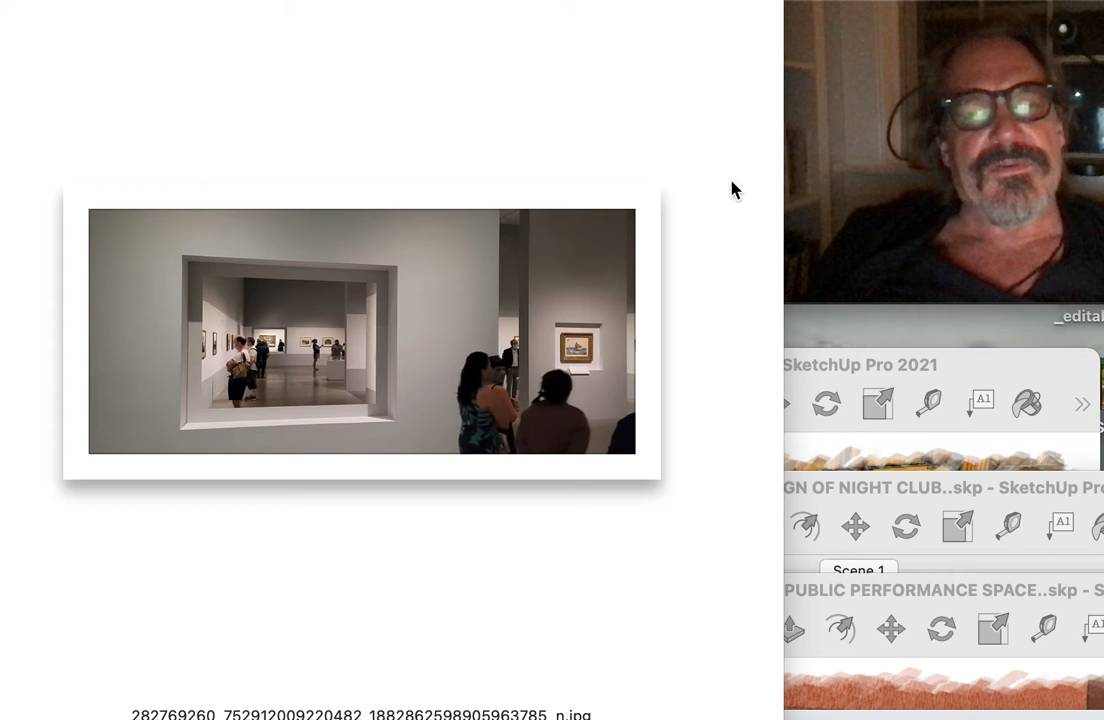 _edital
SketchUp Pro 2021
A1
GN OF NIGHT CLUB..skp - SketchUp Pro
A1
Scene 1
PUBLIC PERFORMANCE SPACE..skp - S
A1
282769260_752912009220482_1882862598905963785_n.jpg